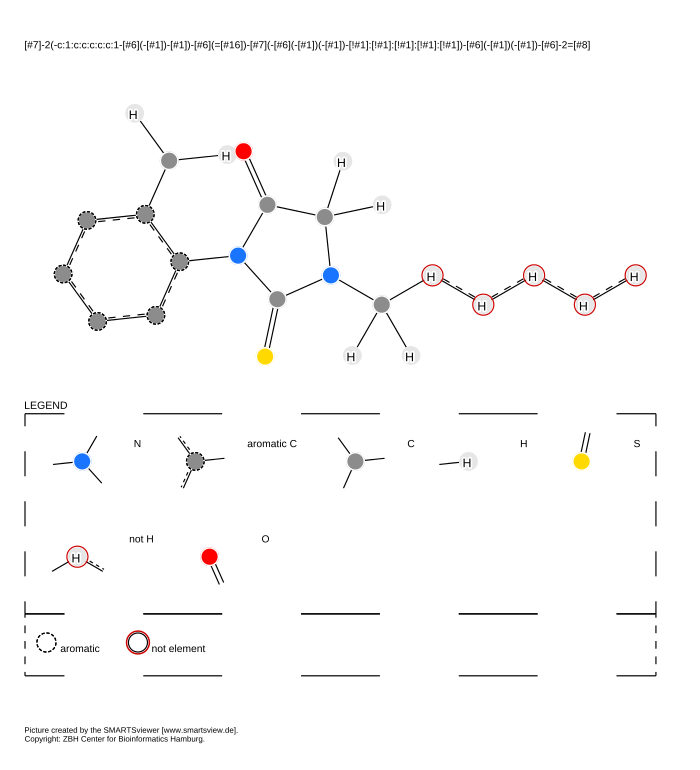 [#7]-2(-c:1:c:c:c:c:c:1-[#6](-[#1])-[#1])-[#6](=[#16])-[#7](-[#6](-[#1])(-[#1])-[!#1]:[!#1]:[!#1]:[!#1]:[!#1])-[#6](-[#1])(-[#1])-[#6]-2=[#8]
H
H
H
H
H
H
H
H
H
H
H
LEGEND
N
aromatic C
C
H
H
S
not H
H
O
aromatic
not element
Picture created by the SMARTSviewer [www.smartsview.de].
Copyright: ZBH Center for Bioinformatics Hamburg.